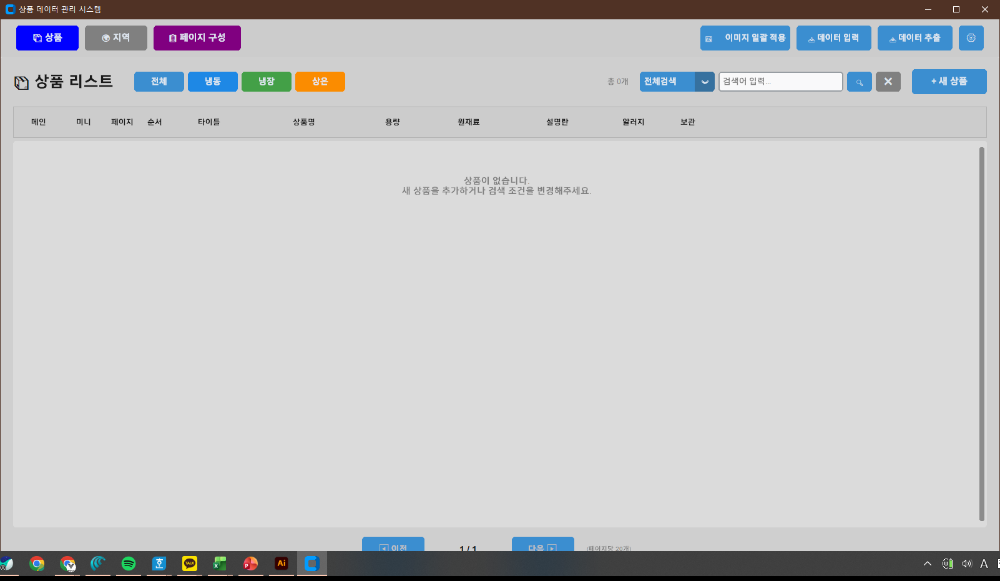 상품 데이터 관리 시스템
상품 지역 페이지 구성 이미지 일괄 적용 데이터 입력 데이터 추출
상품 리스트 전체 냉동 냉장 상온 총 0개 전체검색 검색어 입력... + 새 상품
메인 미니 페이지 순서 타이틀 상품명 용량 원재료 설명란 알러지 보관
상품이 없습니다.
새 상품을 추가하거나 검색 조건을 변경해주세요.
이전 1 / 1 다음 (페이지당 20개)
TALK X P Ai A